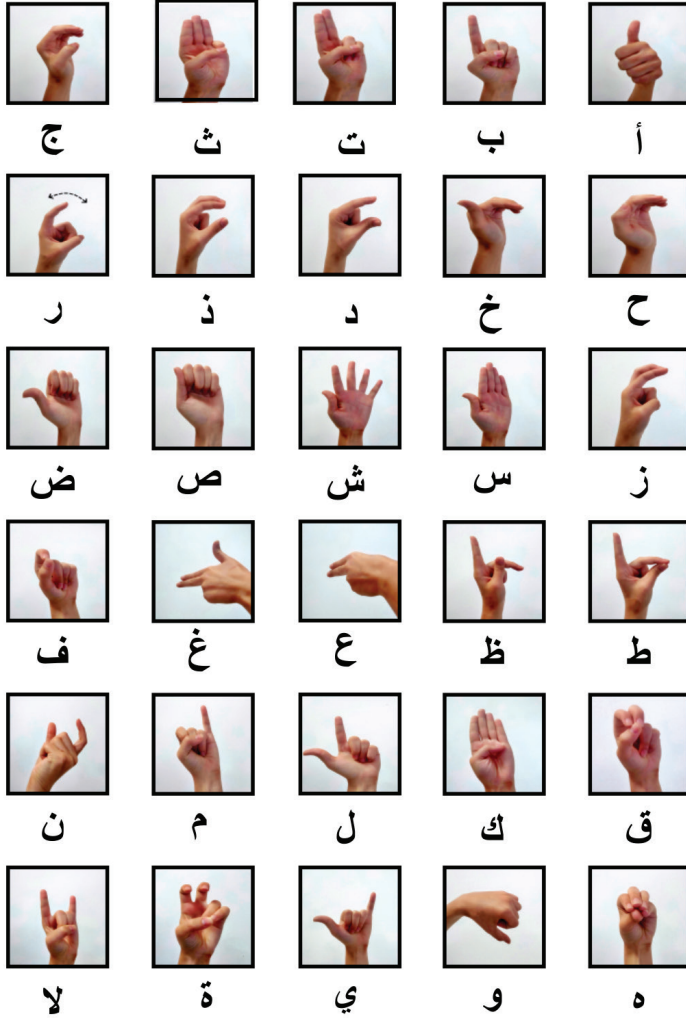 أ ب ت ث ج
ح خ د ذ ر
ز س ش ص ض
ط ظ ع غ ف
ق ك ل م ن
ه و ي ة لا